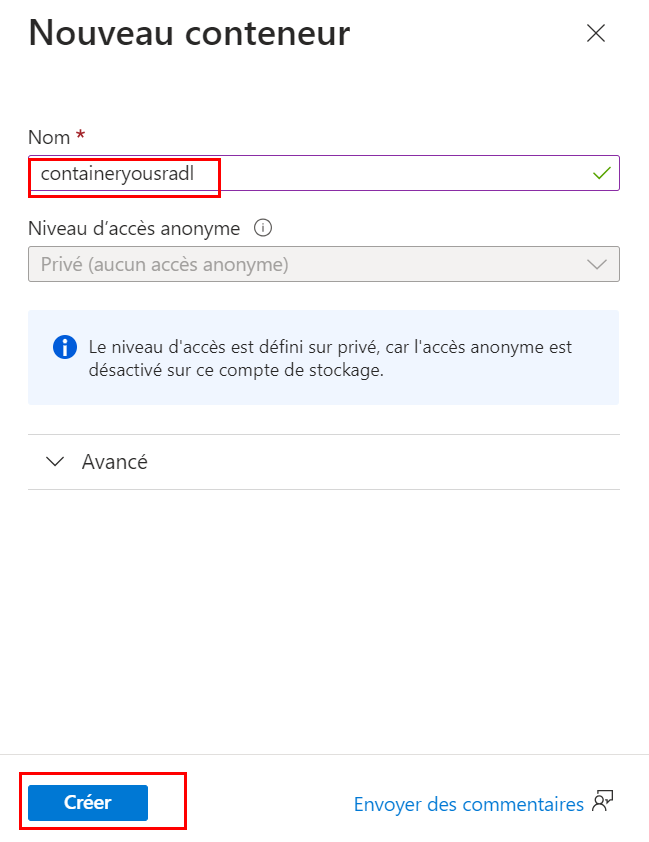 Nouveau conteneur
Nom *
containeryousradl
Niveau d’accès anonyme
Privé (aucun accès anonyme)
Le niveau d'accès est défini sur privé, car l'accès anonyme est
désactivé sur ce compte de stockage.
Avancé
Créer
Envoyer des commentaires